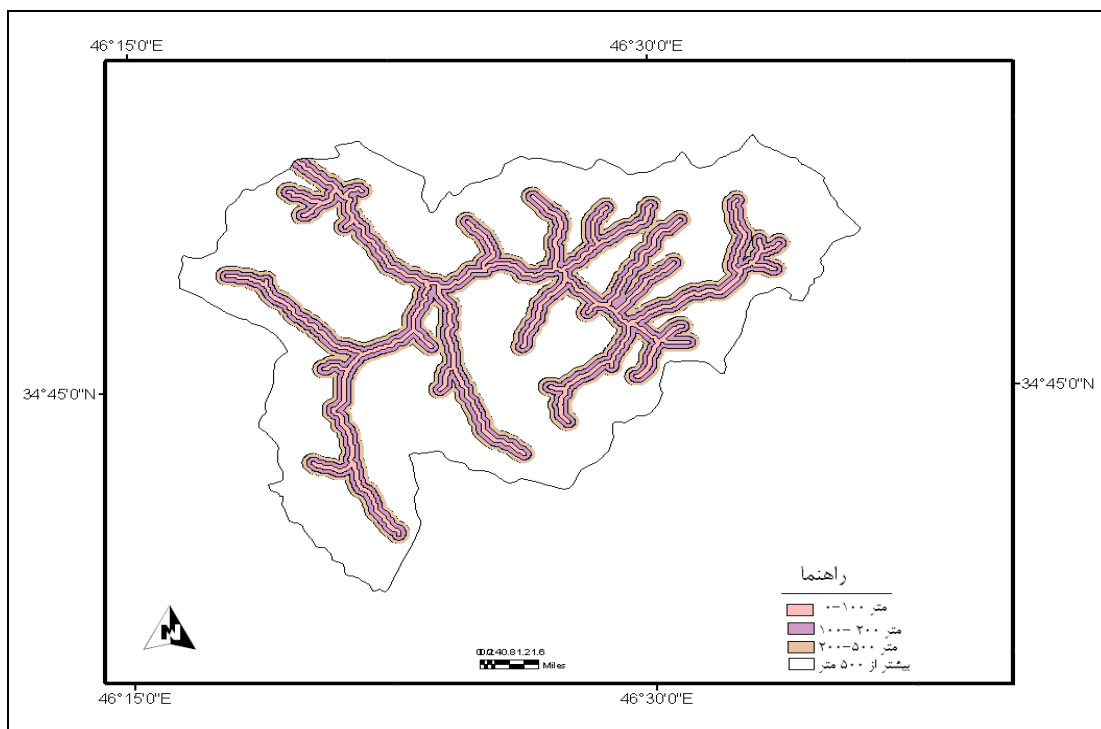 46°15'0"E 46°30'0"E
34°45'0"N 34°45'0"N
راهنما
۰-۱۰۰ متر
۱۰۰- ۲۰۰ متر
۲۰۰-۵۰۰ متر
بیشتر از ۵۰۰ متر
N
Miles
46°15'0"E 46°30'0"E